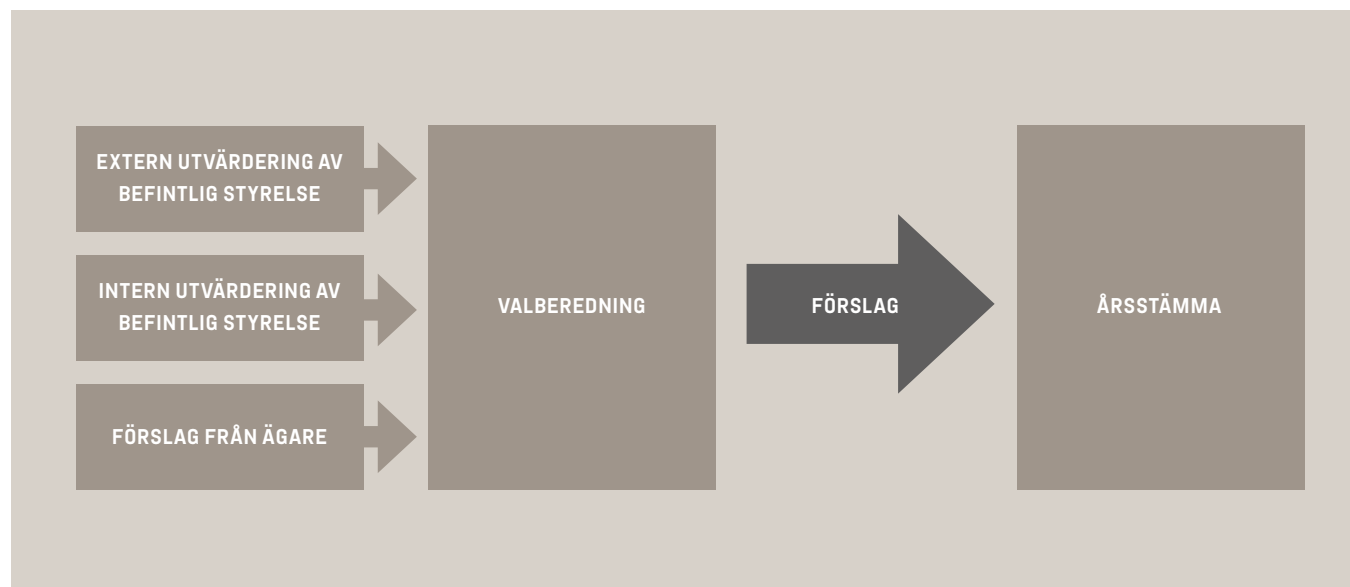 EXTERN UTVÄRDERING AV
BEFINTLIG STYRELSE
INTERN UTVÄRDERING AV
BEFINTLIG STYRELSE
FÖRSLAG FRÅN ÄGARE
VALBEREDNING
FÖRSLAG
ÅRSSTÄMMA